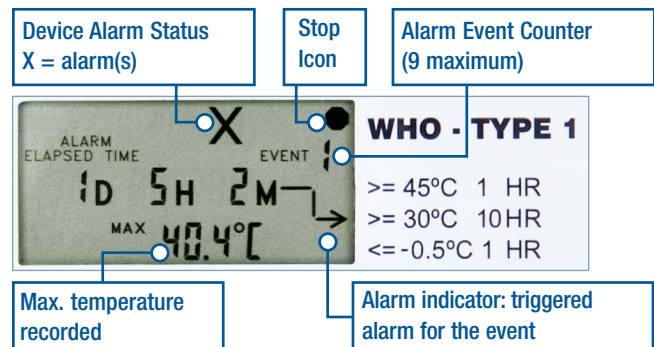 Device Alarm Status
X = alarm(s)
Stop
Icon
Alarm Event Counter
(9 maximum)
X
ALARM
ELAPSED TIME
EVENT 1
1D 5H 2M
MAX 40.4°C
WHO - TYPE 1
>= 45ºC 1 HR
>= 30ºC 10HR
<= -0.5ºC 1 HR
Max. temperature
recorded
Alarm indicator: triggered
alarm for the event